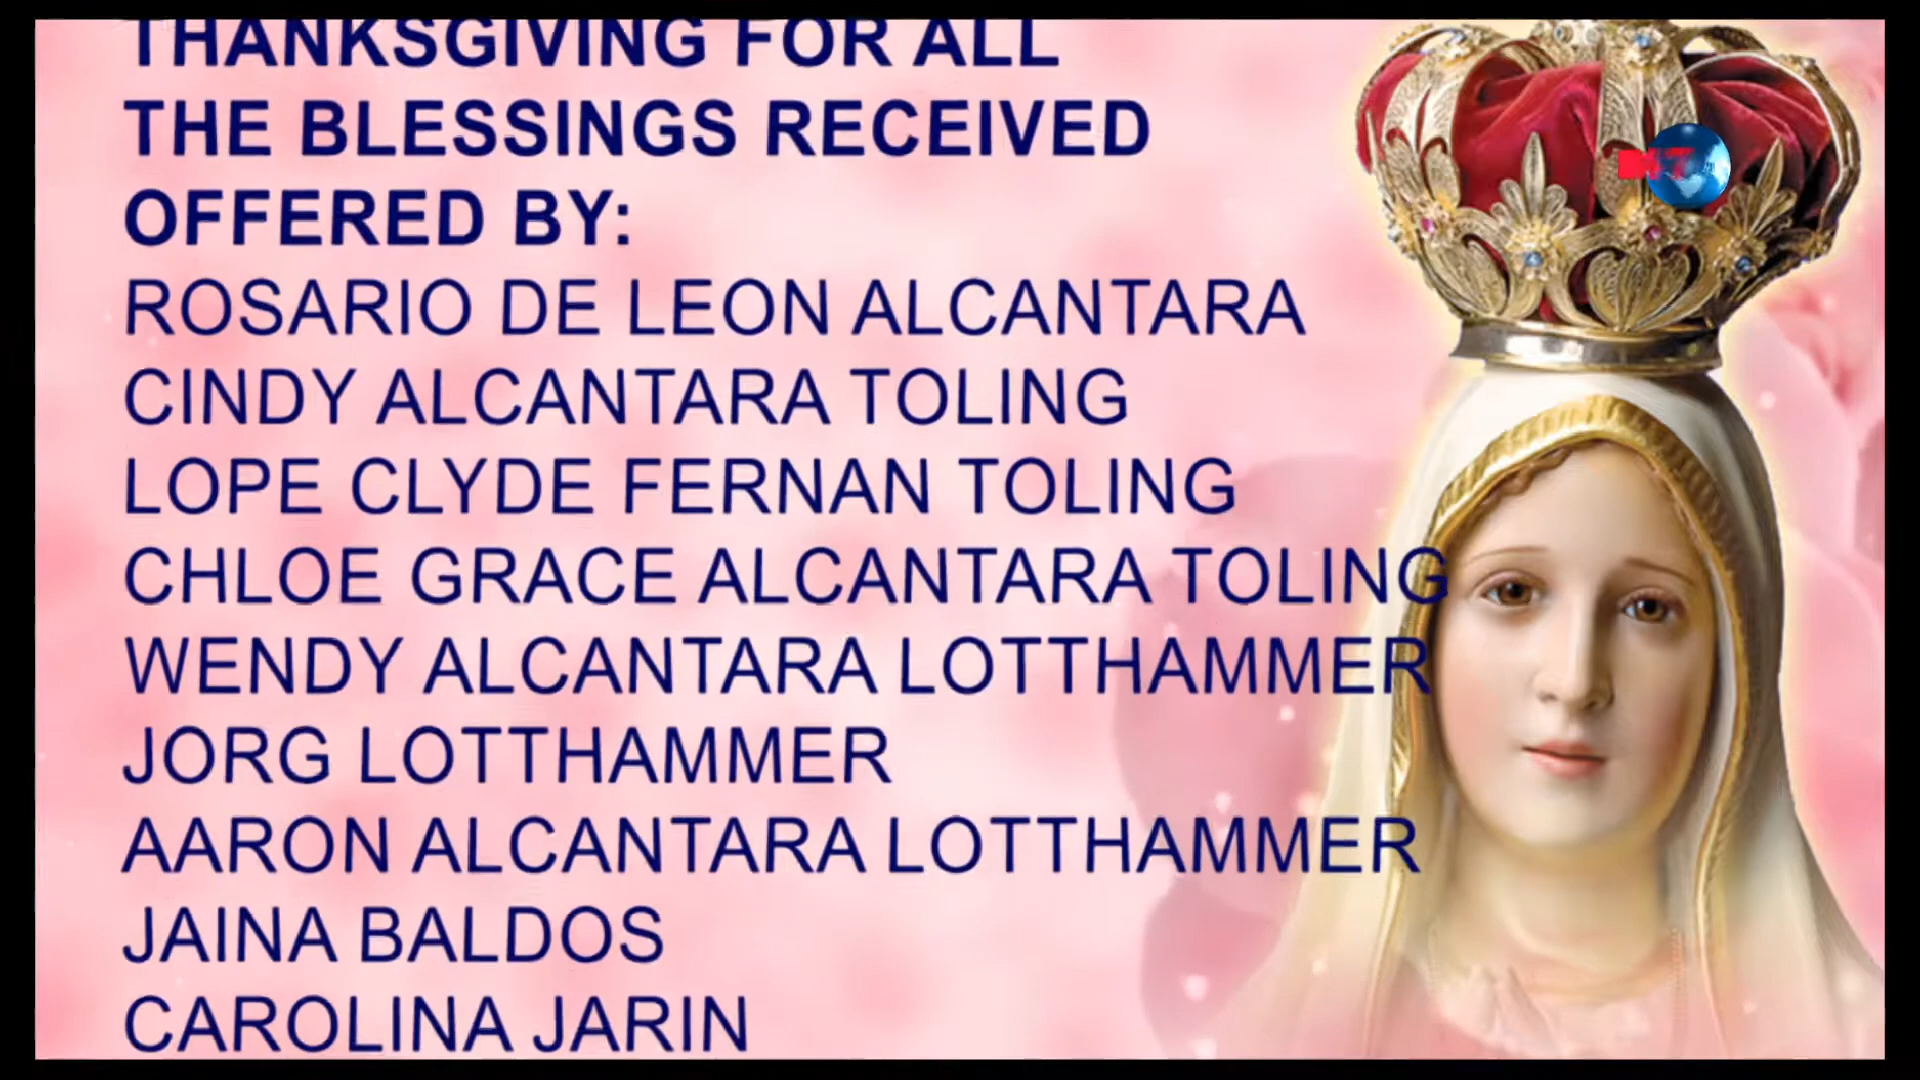 THANKSGIVING FOR ALL
THE BLESSINGS RECEIVED
OFFERED BY:
ROSARIO DE LEON ALCANTARA
CINDY ALCANTARA TOLING
LOPE CLYDE FERNAN TOLING
CHLOE GRACE ALCANTARA TOLING
WENDY ALCANTARA LOTTHAMMER
JORG LOTTHAMMER
AARON ALCANTARA LOTTHAMMER
JAINA BALDOS
CAROLINA JARIN